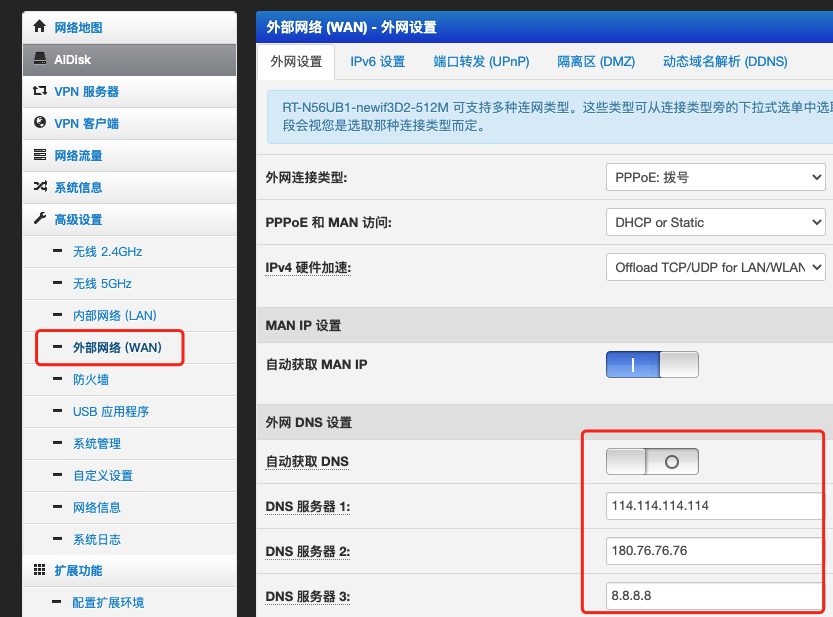 网络地图
AiDisk
VPN 服务器
VPN 客户端
网络流量
系统信息
高级设置
无线 2.4GHz
无线 5GHz
内部网络 (LAN)
外部网络 (WAN)
防火墙
USB 应用程序
系统管理
自定义设置
网络信息
系统日志
扩展功能
配置扩展环境
外部网络 (WAN) - 外网设置
外网设置 IPv6 设置 端口转发 (UPnP) 隔离区 (DMZ) 动态域名解析 (DDNS)
RT-N56UB1-newif3D2-512M 可支持多种连网类型。这些类型可从连接类型旁的下拉式选单中选
段会视您是选取那种连接类型而定。
外网连接类型: PPPoE: 拨号
PPPoE 和 MAN 访问: DHCP or Static
IPv4 硬件加速: Offload TCP/UDP for LAN/WLAN
MAN IP 设置
自动获取 MAN IP
外网 DNS 设置
自动获取 DNS
DNS 服务器 1: 114.114.114.114
DNS 服务器 2: 180.76.76.76
DNS 服务器 3: 8.8.8.8